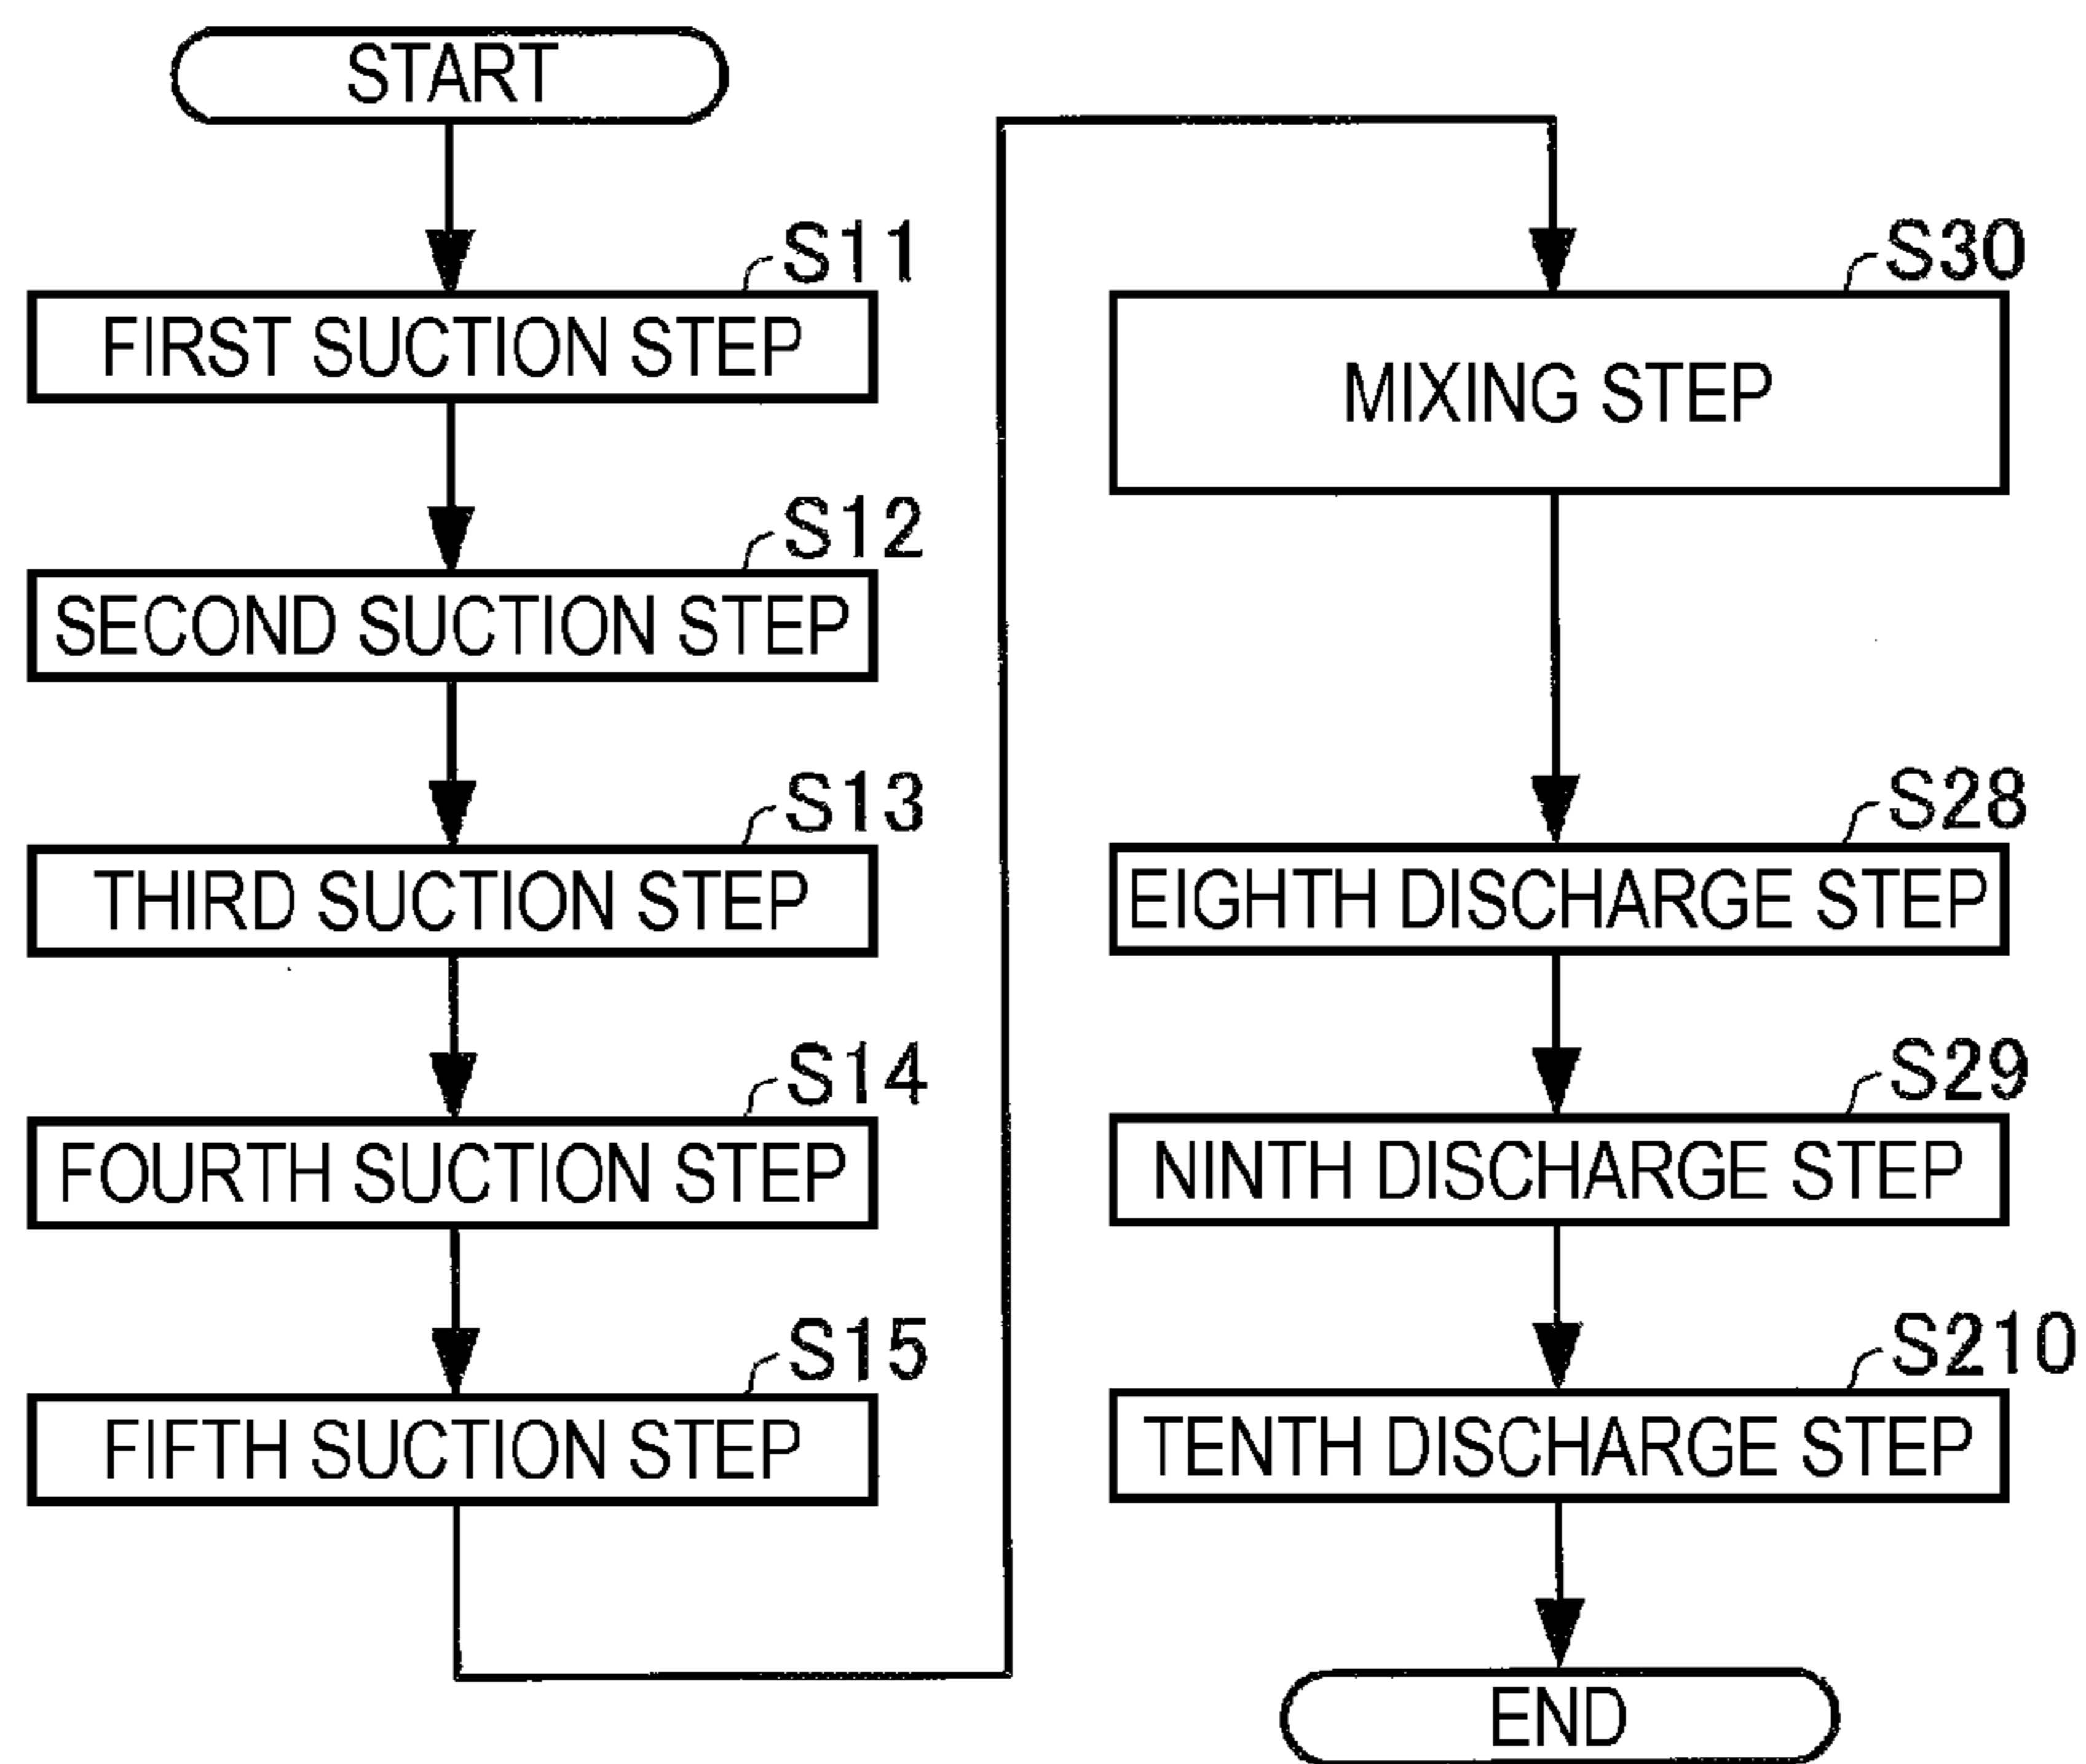 START
S11
FIRST SUCTION STEP
S12
SECOND SUCTION STEP
S13
THIRD SUCTION STEP
S14
FOURTH SUCTION STEP
S15
FIFTH SUCTION STEP
S30
MIXING STEP
S28
EIGHTH DISCHARGE STEP
S29
NINTH DISCHARGE STEP
S210
TENTH DISCHARGE STEP
END